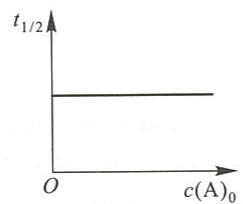 t₁/₂
O
c(A)₀